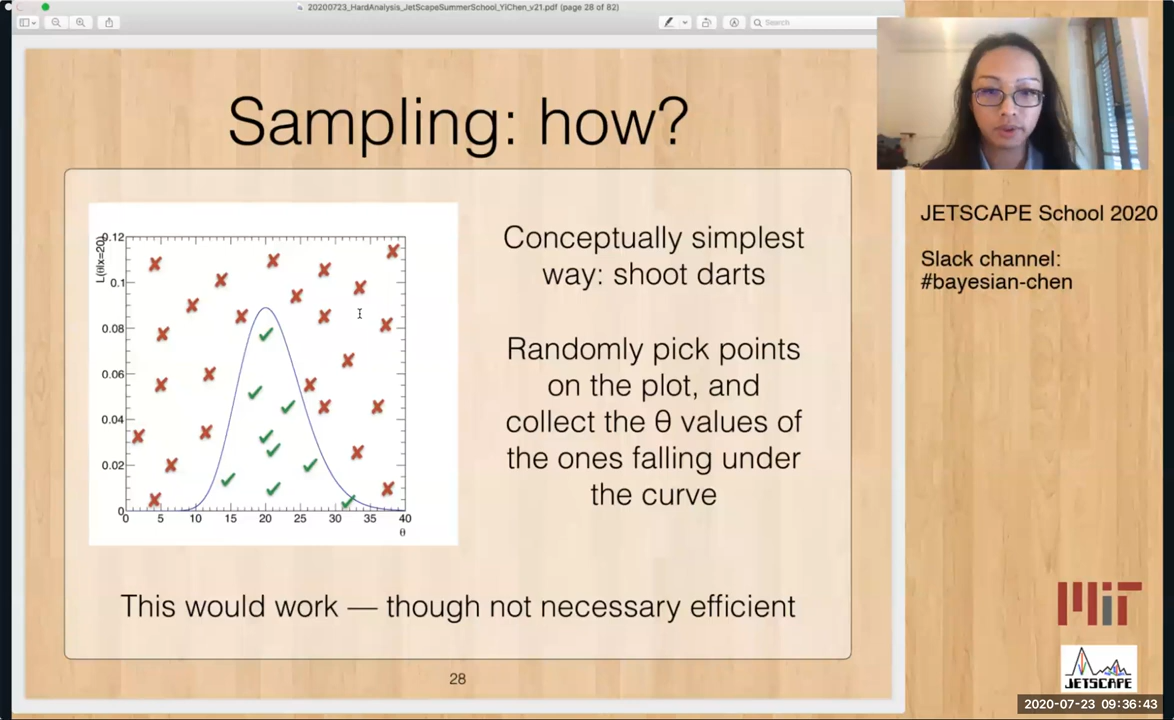 20200723_HardAnalysis_JetScapeSummerSchool_YiChen_v21.pdf (page 28 of 82)
Search
Sampling: how?
L(θ|x=20)
0.12
0.1
0.08
0.06
0.04
0.02
0
0 5 10 15 20 25 30 35 40
θ
Conceptually simplest
way: shoot darts
Randomly pick points
on the plot, and
collect the θ values of
the ones falling under
the curve
This would work — though not necessary efficient
28
JETSCAPE School 2020
Slack channel:
#bayesian-chen
MIT
JETSCAPE
2020-07-23 09:36:43